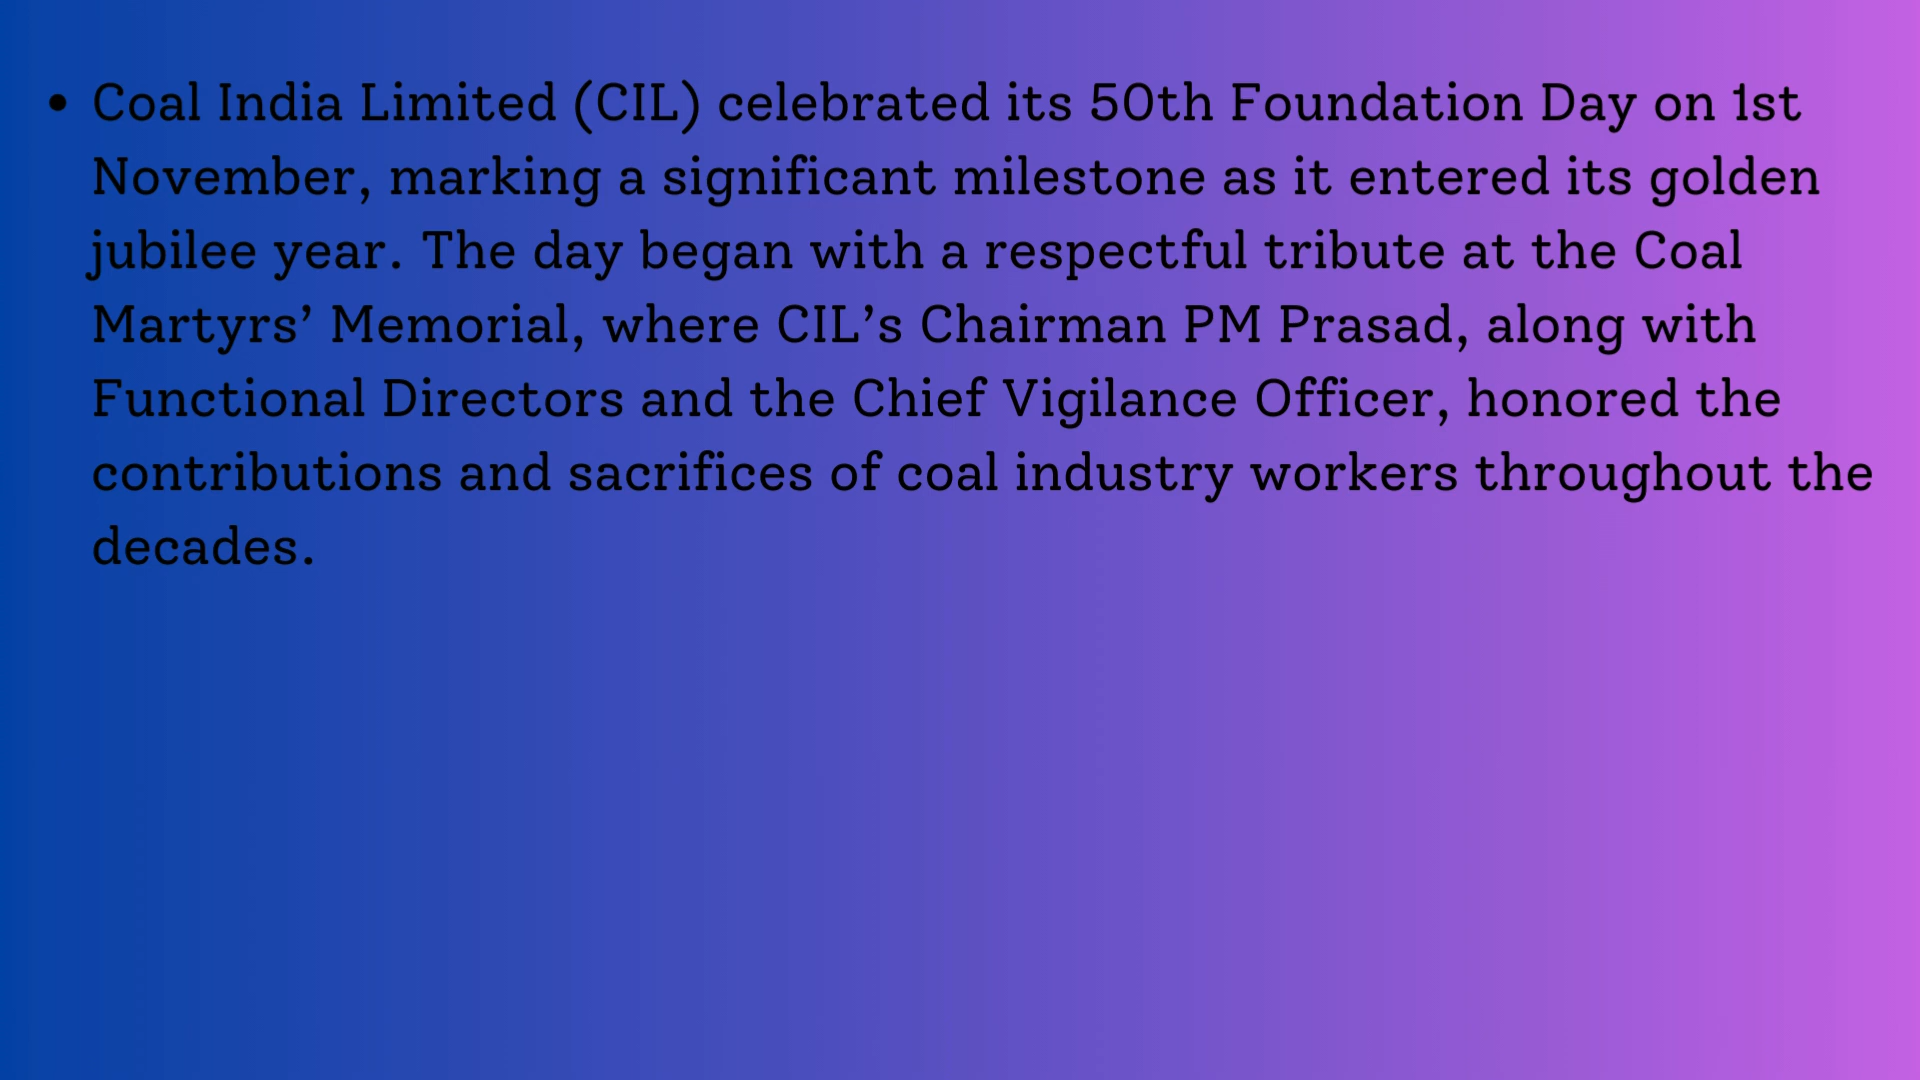 • Coal India Limited (CIL) celebrated its 50th Foundation Day on 1st
November, marking a significant milestone as it entered its golden
jubilee year. The day began with a respectful tribute at the Coal
Martyrs’ Memorial, where CIL’s Chairman PM Prasad, along with
Functional Directors and the Chief Vigilance Officer, honored the
contributions and sacrifices of coal industry workers throughout the
decades.